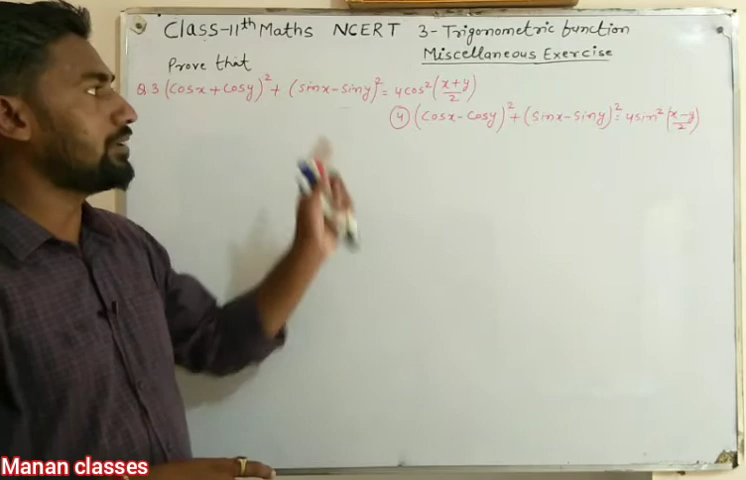 Class-11th Maths NCERT 3-Trigonometric function
Miscellaneous Exercise
Prove that
Q.3 (cosx+cosy)²+(sinx-siny)²=4cos²(x+y/2)
④ (cosx-cosy)²+(sinx-siny)²=4sin²(x-y/2)
Manan classes